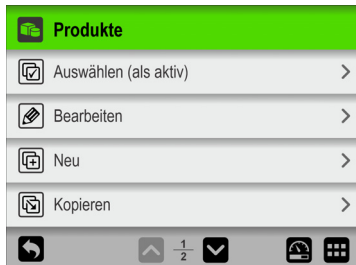 Produkte
Auswählen (als aktiv)
Bearbeiten
Neu
Kopieren
1
2